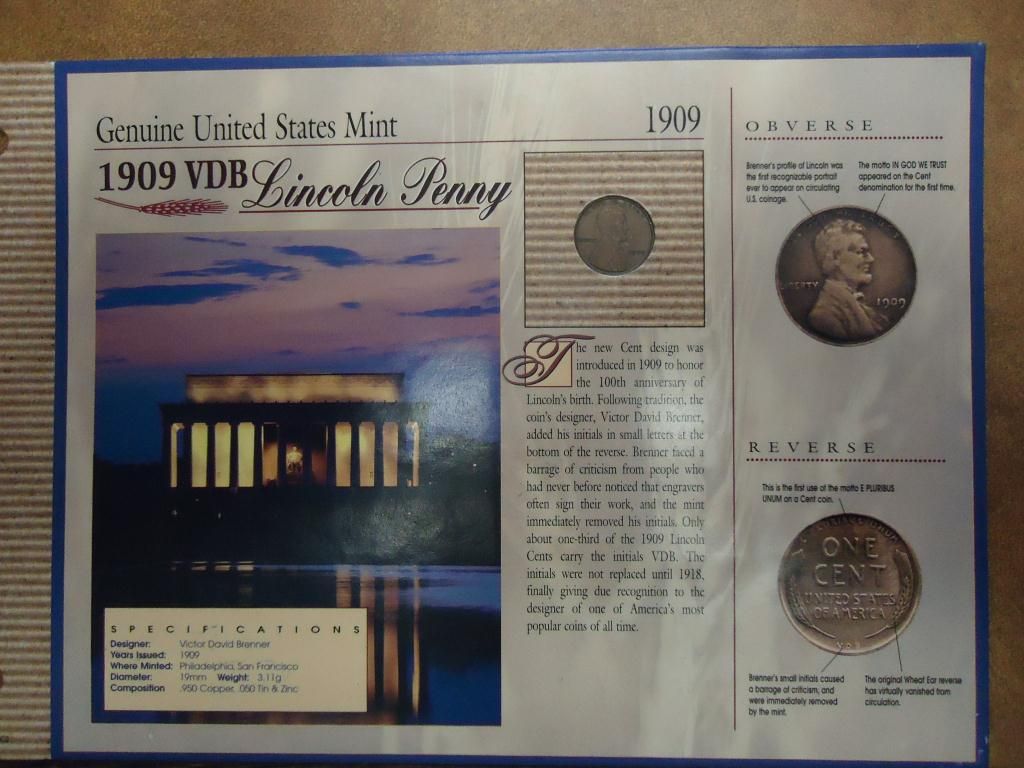 Genuine United States Mint
1909
1909 VDB Lincoln Penny
The new Cent design was
introduced in 1909 to honor
the 100th anniversary of
Lincoln's birth. Following tradition, the
coin's designer, Victor David Brenner,
added his initials in small letters at the
bottom of the reverse. Brenner faced a
barrage of criticism from people who
had never before noticed that engravers
often sign their work, and the mint
immediately removed his initials. Only
about one-third of the 1909 Lincoln
Cents carry the initials VDB. The
initials were not replaced until 1918,
finally giving due recognition to the
designer of one of America's most
popular coins of all time.
SPECIFICATIONS
Designer: Victor David Brenner
Years Issued: 1909
Where Minted: Philadelphia, San Francisco
Diameter: 19mm Weight: 3.11g
Composition .950 Copper, .050 Tin & Zinc
OBVERSE
Brenner's profile of Lincoln was
the first recognizable portrait
ever to appear on circulating
U.S. coinage.
The motto IN GOD WE TRUST
appeared on the Cent
denomination for the first time.
LIBERTY
1909
REVERSE
This is the first use of the motto E PLURIBUS
UNUM on a Cent coin.
ONE
CENT
UNITED STATES
OF AMERICA
Brenner's small initials caused
a barrage of criticism, and
were immediately removed
by the mint.
The original Wheat Ear reverse
has virtually vanished from
circulation.